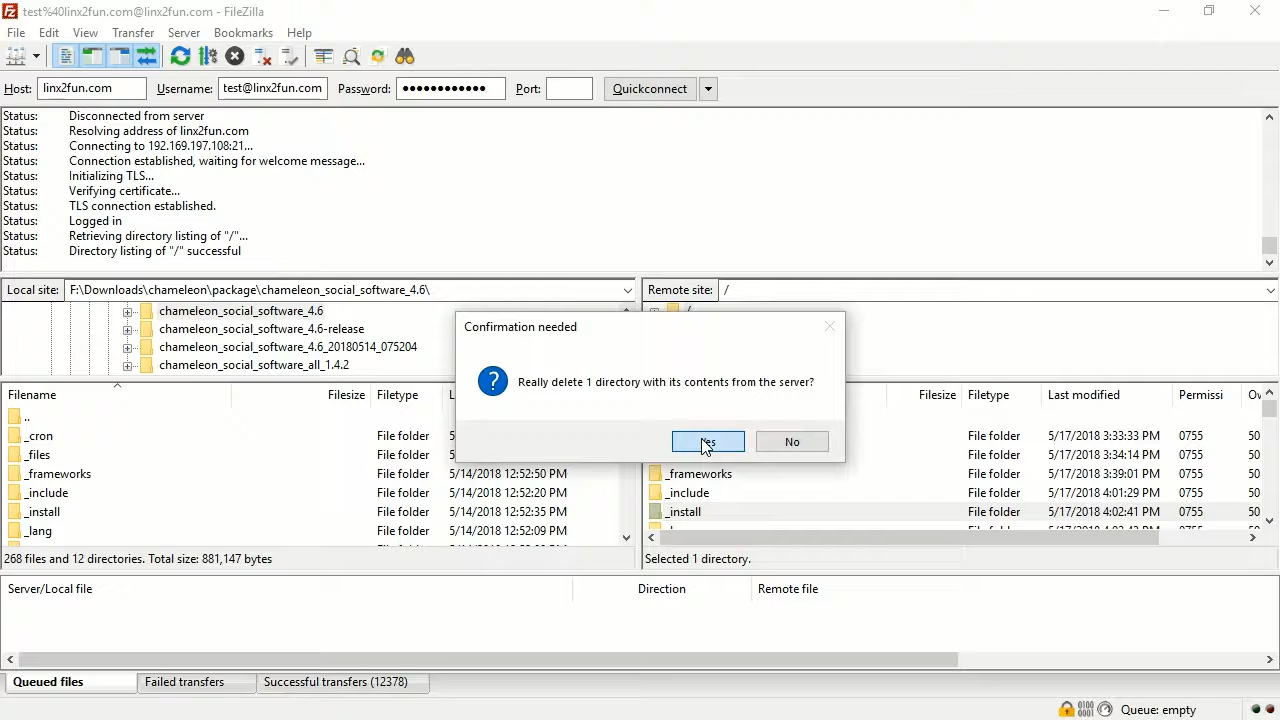 test%40linx2fun.com@linx2fun.com - FileZilla
File Edit View Transfer Server Bookmarks Help
Host: linx2fun.com Username: test@linx2fun.com Password: ●●●●●●●●●●●● Port: Quickconnect
Status: Disconnected from server
Status: Resolving address of linx2fun.com
Status: Connecting to 192.169.197.108:21...
Status: Connection established, waiting for welcome message...
Status: Initializing TLS...
Status: Verifying certificate...
Status: TLS connection established.
Status: Logged in
Status: Retrieving directory listing of "/"...
Status: Directory listing of "/" successful
Local site: F:\Downloads\chameleon\package\chameleon_social_software_4.6\
Remote site: /
chameleon_social_software_4.6
chameleon_social_software_4.6-release
chameleon_social_software_4.6_20180514_075204
chameleon_social_software_all_1.4.2
/
Confirmation needed
Really delete 1 directory with its contents from the server?
Yes No
Filename Filesize Filetype L
..
_cron File folder 5
_files File folder 5
_frameworks File folder 5/14/2018 12:52:50 PM
_include File folder 5/14/2018 12:52:20 PM
_install File folder 5/14/2018 12:52:35 PM
_lang File folder 5/14/2018 12:52:09 PM
268 files and 12 directories. Total size: 881,147 bytes
Filesize Filetype Last modified Permissi Ow
File folder 5/17/2018 3:33:33 PM 0755 50
File folder 5/17/2018 3:34:14 PM 0755 50
_frameworks File folder 5/17/2018 3:39:01 PM 0755 50
_include File folder 5/17/2018 4:01:29 PM 0755 50
_install File folder 5/17/2018 4:02:41 PM 0755 50
Selected 1 directory.
Server/Local file Direction Remote file
Queued files Failed transfers Successful transfers (12378)
Queue: empty